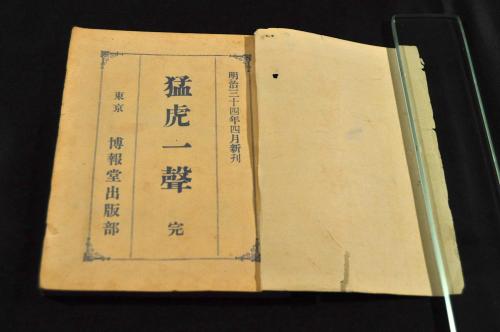 明治三十四年四月新刊
猛虎一聲 完
東京 博報堂出版部